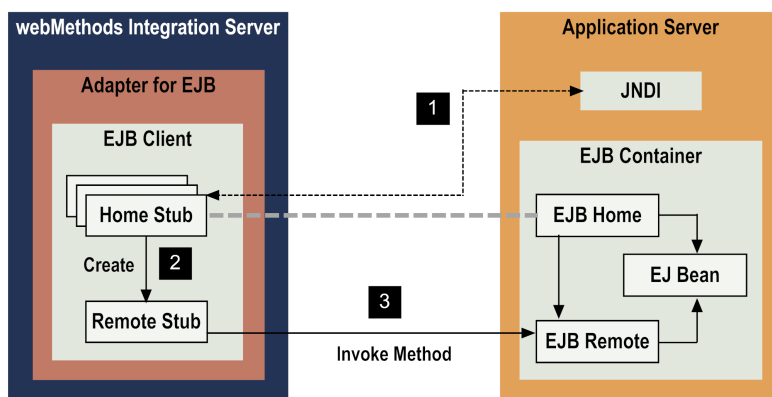 webMethods Integration Server
Application Server
Adapter for EJB
JNDI
1
EJB Client
EJB Container
Home Stub
EJB Home
Create
2
EJ Bean
3
Remote Stub
EJB Remote
Invoke Method